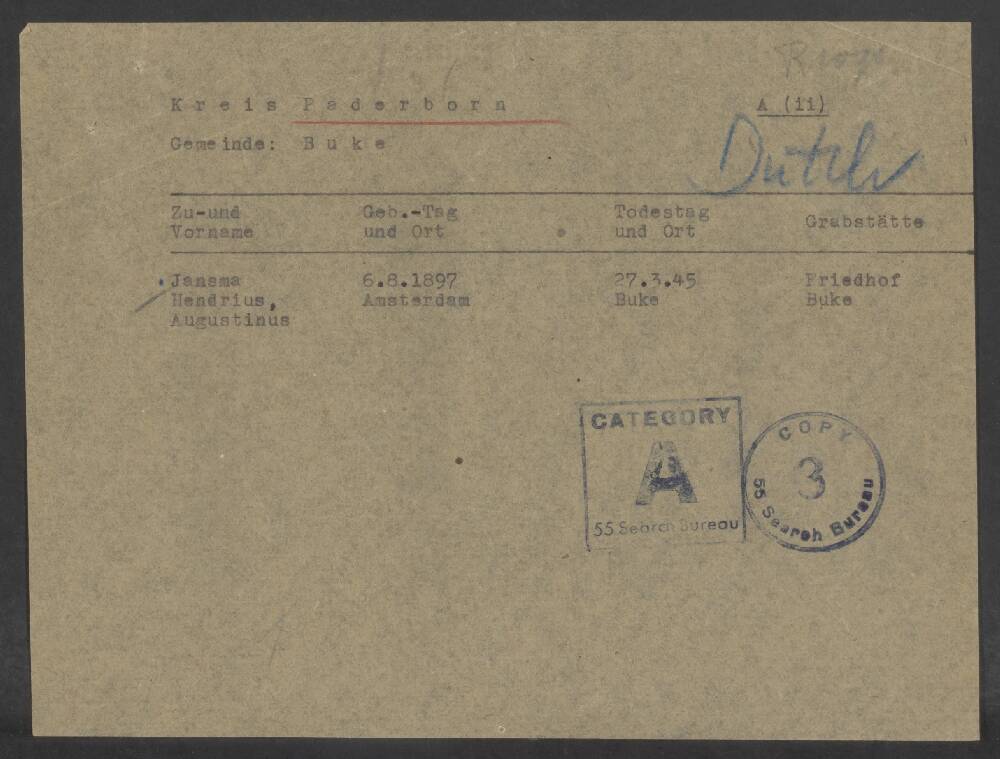 Kreis Paderborn
A (ii)
Gemeinde: Buke
Dutch
Zu-und Vorname
Geb.-Tag und Ort
Todestag und Ort
Grabstätte
Jansma
6.8.1897
27.3.45
Friedhof
Hendrius,
Amsterdam
Buke
Buke
Augustinus
CATEGORY
A
55 Search Bureau
COPY
3
55 Search Bureau